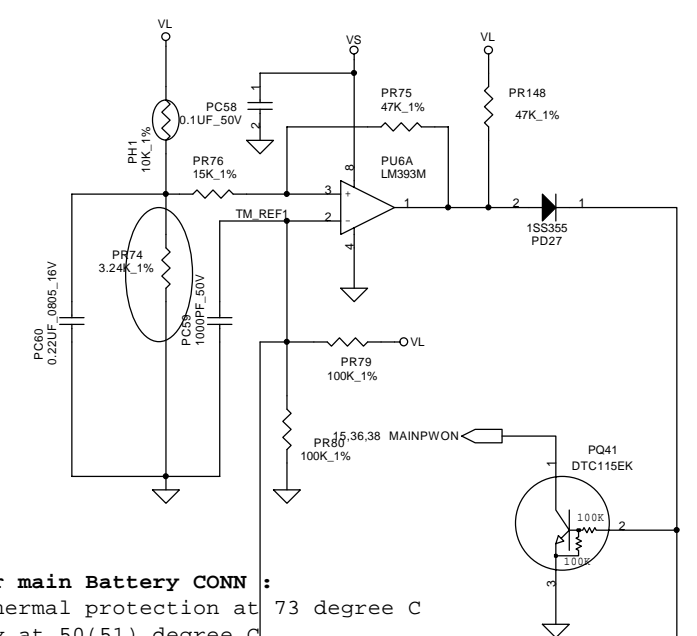 VL
VS
VL
1
PC58
0.1UF_50V
2
PR75
47K_1%
PR148
47K_1%
PH1
10K_1%
PR76
15K_1%
8
PU6A
LM393M
3
+
1
2
1
TM_REF1
2
-
4
1SS355
PD27
PR74
3.24K_1%
PC60
0.22UF_0805_16V
PC59
1000PF_50V
VL
PR79
100K_1%
PR80
100K_1%
15,36,38 MAINPWON
PQ41
DTC115EK
1
100K
2
100K
3
main Battery CONN :
hermal protection at 73 degree C
at 50(51) degree C